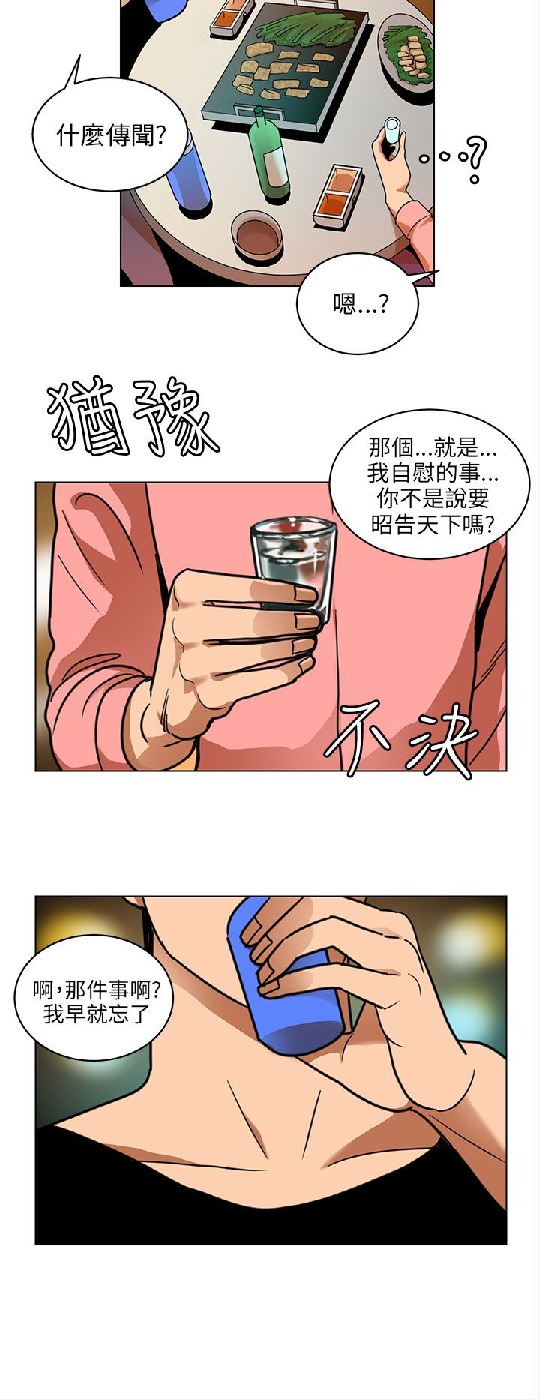 什麼傳聞?
...?
嗯...?
猶豫
那個...就是...
我自慰的事...
你不是說要
昭告天下嗎?
不決
啊,那件事啊?
我早就忘了